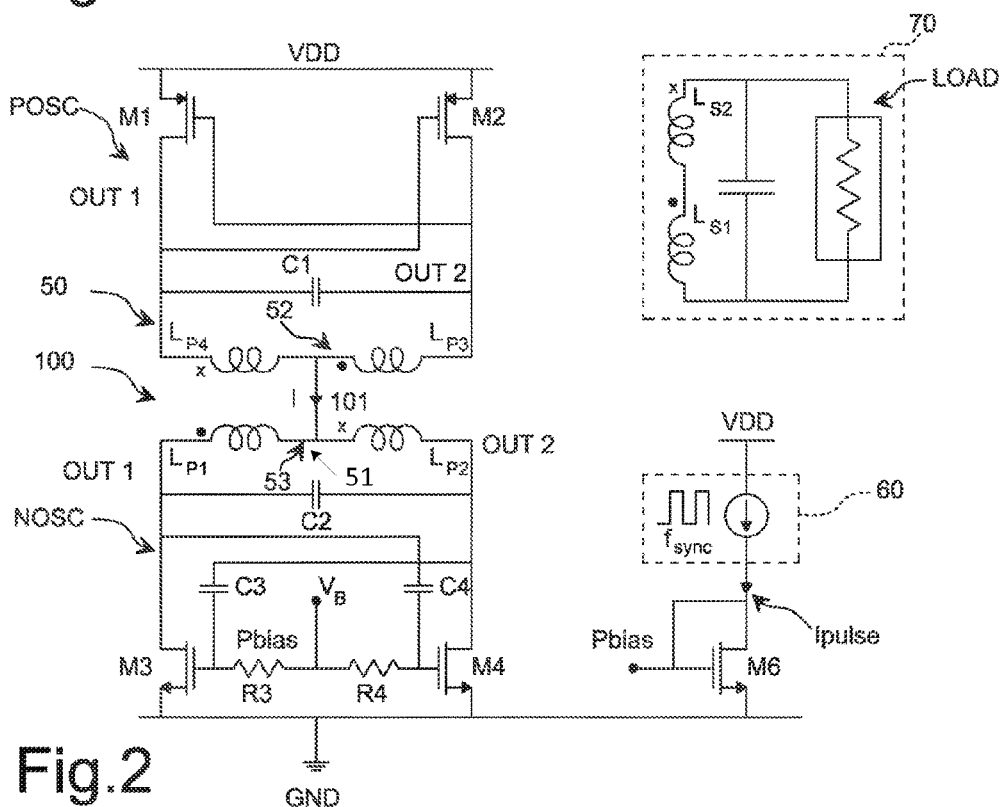 70
VDD
LOAD
POSC
M1
M2
x
LS2
OUT 1
LS1
C1
OUT 2
50
52
LP4
LP3
x
100
I
101
VDD
x
OUT 1
LP1
53
51
LP2
OUT 2
60
NOSC
C2
fsync
C3
VB
C4
Pbias
Ipulse
Pbias
M3
R3
R4
M4
M6
Fig.2
GND